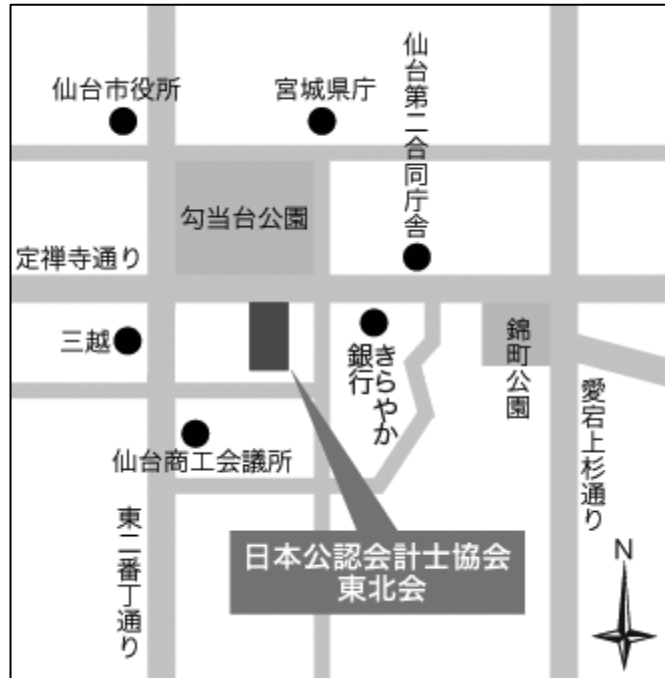 仙台市役所
宮城県庁
仙台第二合同庁舎
勾当台公園
定禅寺通り
三越
きらやか
銀行
錦町公園
愛宕上杉通り
仙台商工会議所
東二番丁通り
日本公認会計士協会
東北会
N